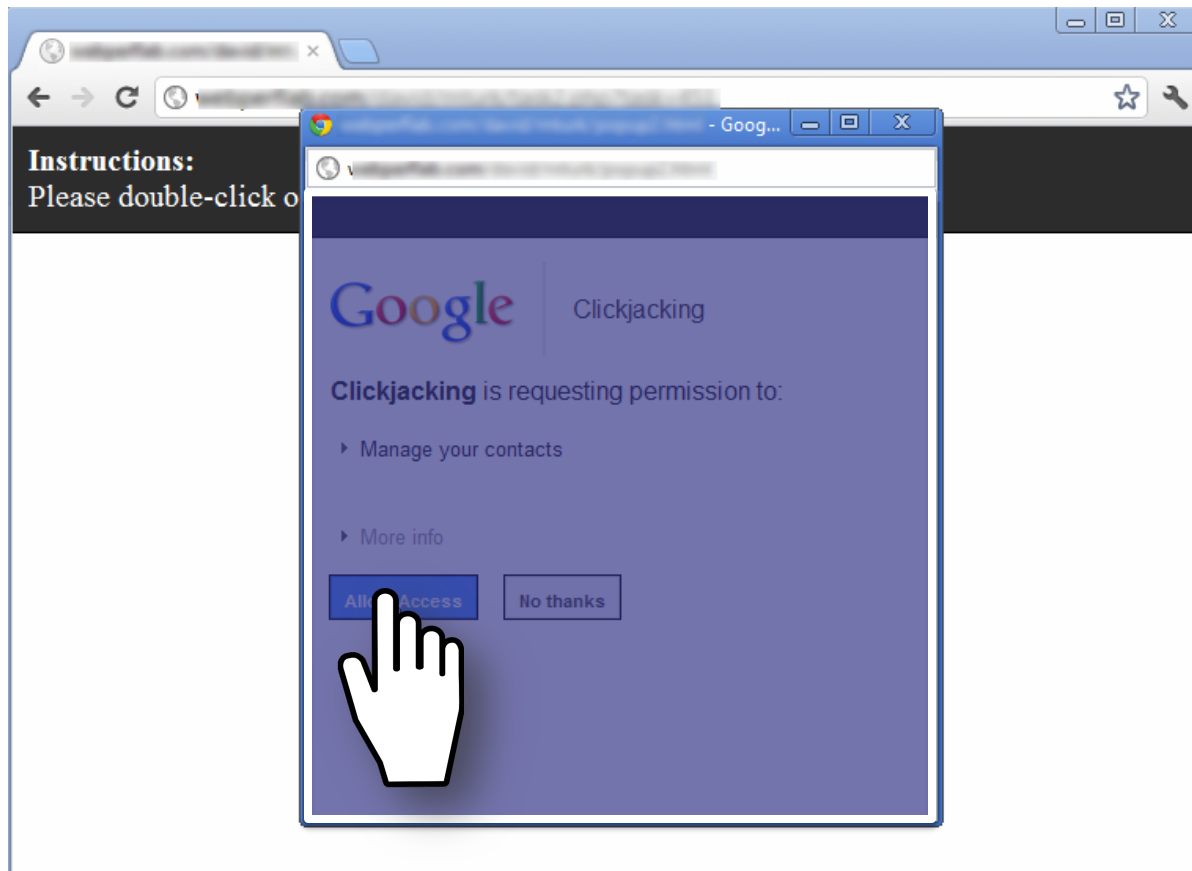 Instructions:
Please double-click o
- Goog...
Google
Clickjacking
Clickjacking is requesting permission to:
Manage your contacts
More info
Access
No thanks